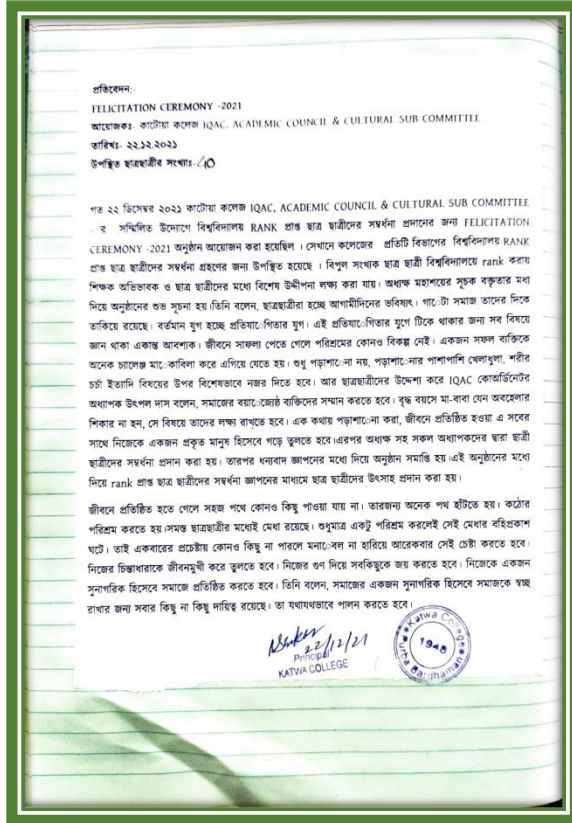 প্রতিবেদন:-
FELICITATION CEREMONY -2021
আয়োজকঃ- কাটোয়া কলেজ IQAC, ACADEMIC COUNCIL & CULTURAL SUB COMMITTEE
তারিখঃ- ২২.১২.২০২১
উপস্থিত ছাত্রছাত্রীর সংখ্যাঃ- 40
গত ২২ ডিসেম্বর ২০২১ কাটোয়া কলেজ IQAC, ACADEMIC COUNCIL & CULTURAL SUB COMMITTEE
র সম্মিলিত উদ্যোগে বিশ্ববিদ্যালয় RANK প্রাপ্ত ছাত্র ছাত্রীদের সম্বর্ধনা প্রদানের জন্য FELICITATION
CEREMONY -2021 অনুষ্ঠান আয়োজন করা হয়েছিল । সেখানে কলেজের প্রতিটি বিভাগের বিশ্ববিদ্যালয় RANK
প্রাপ্ত ছাত্র ছাত্রীদের সম্বর্ধনা গ্রহণের জন্য উপস্থিত হয়েছে । বিপুল সংখ্যক ছাত্র ছাত্রী বিশ্ববিদ্যালয়ে rank করায়
শিক্ষক অভিভাবক ও ছাত্র ছাত্রীদের মধ্যে বিশেষ উদ্দীপনা লক্ষ্য করা যায়। অধ্যক্ষ মহাশয়ের সূচক বক্তৃতার মধ্য
দিয়ে অনুষ্ঠানের শুভ সূচনা হয়।তিনি বলেন, ছাত্রছাত্রীরা হচ্ছে আগামীদিনের ভবিষ্যৎ। গাোটা সমাজ তাদের দিকে
তাকিয়ে রয়েছে। বর্তমান যুগ হচ্ছে প্রতিযাোগিতার যুগ। এই প্রতিযাোগিতার যুগে টিকে থাকার জন্য সব বিষয়ে
জ্ঞান থাকা একান্ত আবশ্যক। জীবনে সাফল্য পেতে গেলে পরিশ্রমের কোনও বিকল্প নেই। একজন সফল ব্যক্তিকে
অনেক চ্যালেঞ্জ মাোকাবিলা করে এগিয়ে যেতে হয়। শুধু পড়াশাোনা নয়, পড়াশাোনার পাশাপাশি খেলাধুলা, শরীর
চর্চা ইত্যাদি বিষয়ের উপর বিশেষভাবে নজর দিতে হবে। আর ছাত্রছাত্রীদের উদ্দেশ্য করে IQAC কোঅর্ডিনেটর
অধ্যাপক উৎপল দাস বলেন, সমাজের বয়াোজ্যেষ্ঠ ব্যক্তিদের সম্মান করতে হবে। বৃদ্ধ বয়সে মা-বাবা যেন অবহেলার
শিকার না হন, সে বিষয়ে তাদের লক্ষ্য রাখতে হবে। এক কথায় পড়াশাোনা করা, জীবনে প্রতিষ্ঠিত হওয়া এ সবের
সাথে নিজেকে একজন প্রকৃত মানুষ হিসেবে গড়ে তুলতে হবে।এরপর অধ্যক্ষ সহ সকল অধ্যাপকদের দ্বারা ছাত্রী
ছাত্রীদের সম্বর্ধনা প্রদান করা হয়। তারপর ধন্যবাদ জ্ঞাপনের মধ্যে দিয়ে অনুষ্ঠান সমাপ্তি হয়।এই অনুষ্ঠানের মধ্যে
দিয়ে rank প্রাপ্ত ছাত্র ছাত্রীদের সম্বর্ধনা জ্ঞাপনের মাধ্যমে ছাত্র ছাত্রীদের উৎসাহ প্রদান করা হয়।
জীবনে প্রতিষ্ঠিত হতে গেলে সহজ পথে কোনও কিছু পাওয়া যায় না। তারজন্য অনেক পথ হাঁটতে হয়। কঠোর
পরিশ্রম করতে হয়।সমস্ত ছাত্রছাত্রীর মধ্যেই মেধা রয়েছে। শুধুমাত্র একটু পরিশ্রম করলেই সেই মেধার বহিপ্রকাশ
ঘটে। তাই একবারের প্রচেষ্টায় কোনও কিছু না পারলে মনাোবল না হারিয়ে আরেকবার সেই চেষ্টা করতে হবে।
নিজের চিন্তাধারাকে জীবনমুখী করে তুলতে হবে। নিজের গুণ দিয়ে সবকিছুকে জয় করতে হবে। নিজেকে একজন
সুনাগরিক হিসেবে সমাজে প্রতিষ্ঠিত করতে হবে। তিনি বলেন, সমাজের একজন সুনাগরিক হিসেবে সমাজকে স্বচ্ছ
রাখার জন্য সবার কিছু না কিছু দায়িত্ব রয়েছে। তা যথাযথভাবে পালন করতে হবে।
22/12/21
Principal
KATWA COLLEGE
Katwa College
1948
Purba Bardhaman